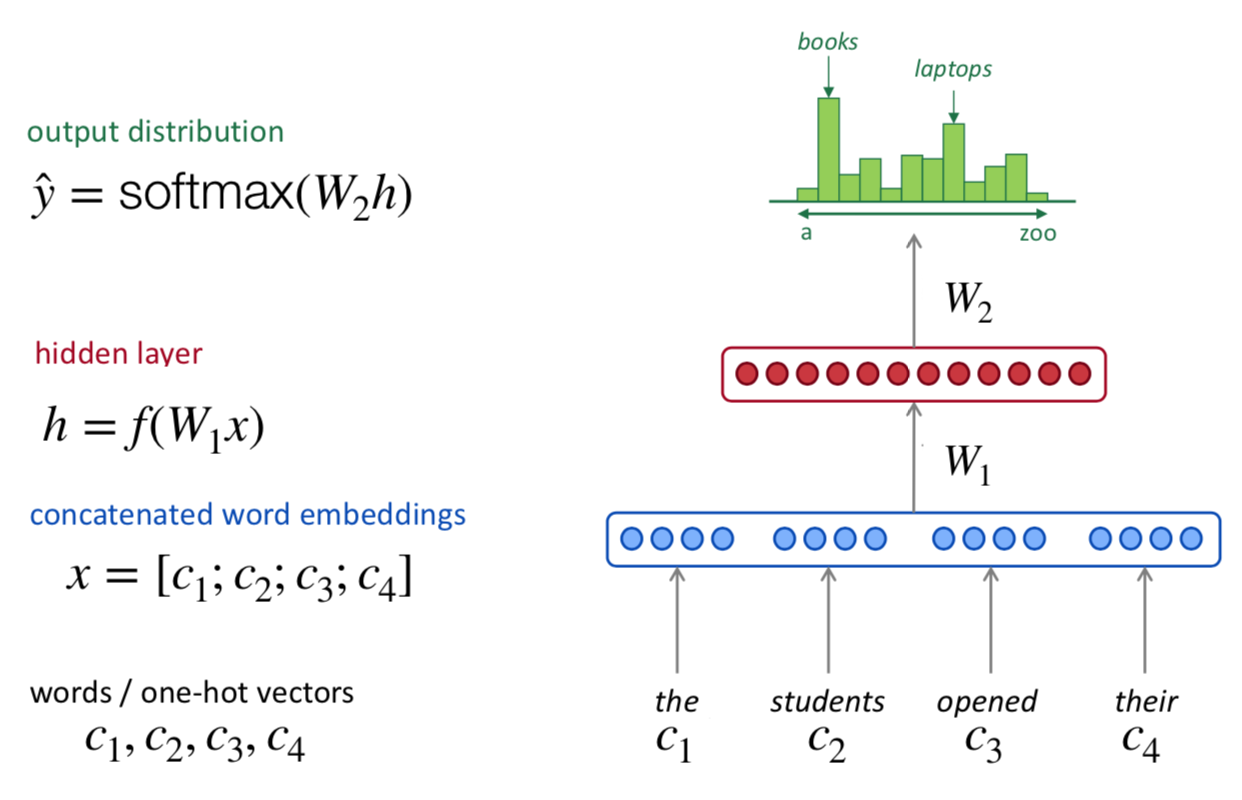 output distribution
ŷ = softmax(W₂h)
hidden layer
h = f(W₁x)
concatenated word embeddings
x = [c₁; c₂; c₃; c₄]
words / one-hot vectors
c₁, c₂, c₃, c₄
books
laptops
a zoo
W₂
W₁
the students opened their
c₁ c₂ c₃ c₄